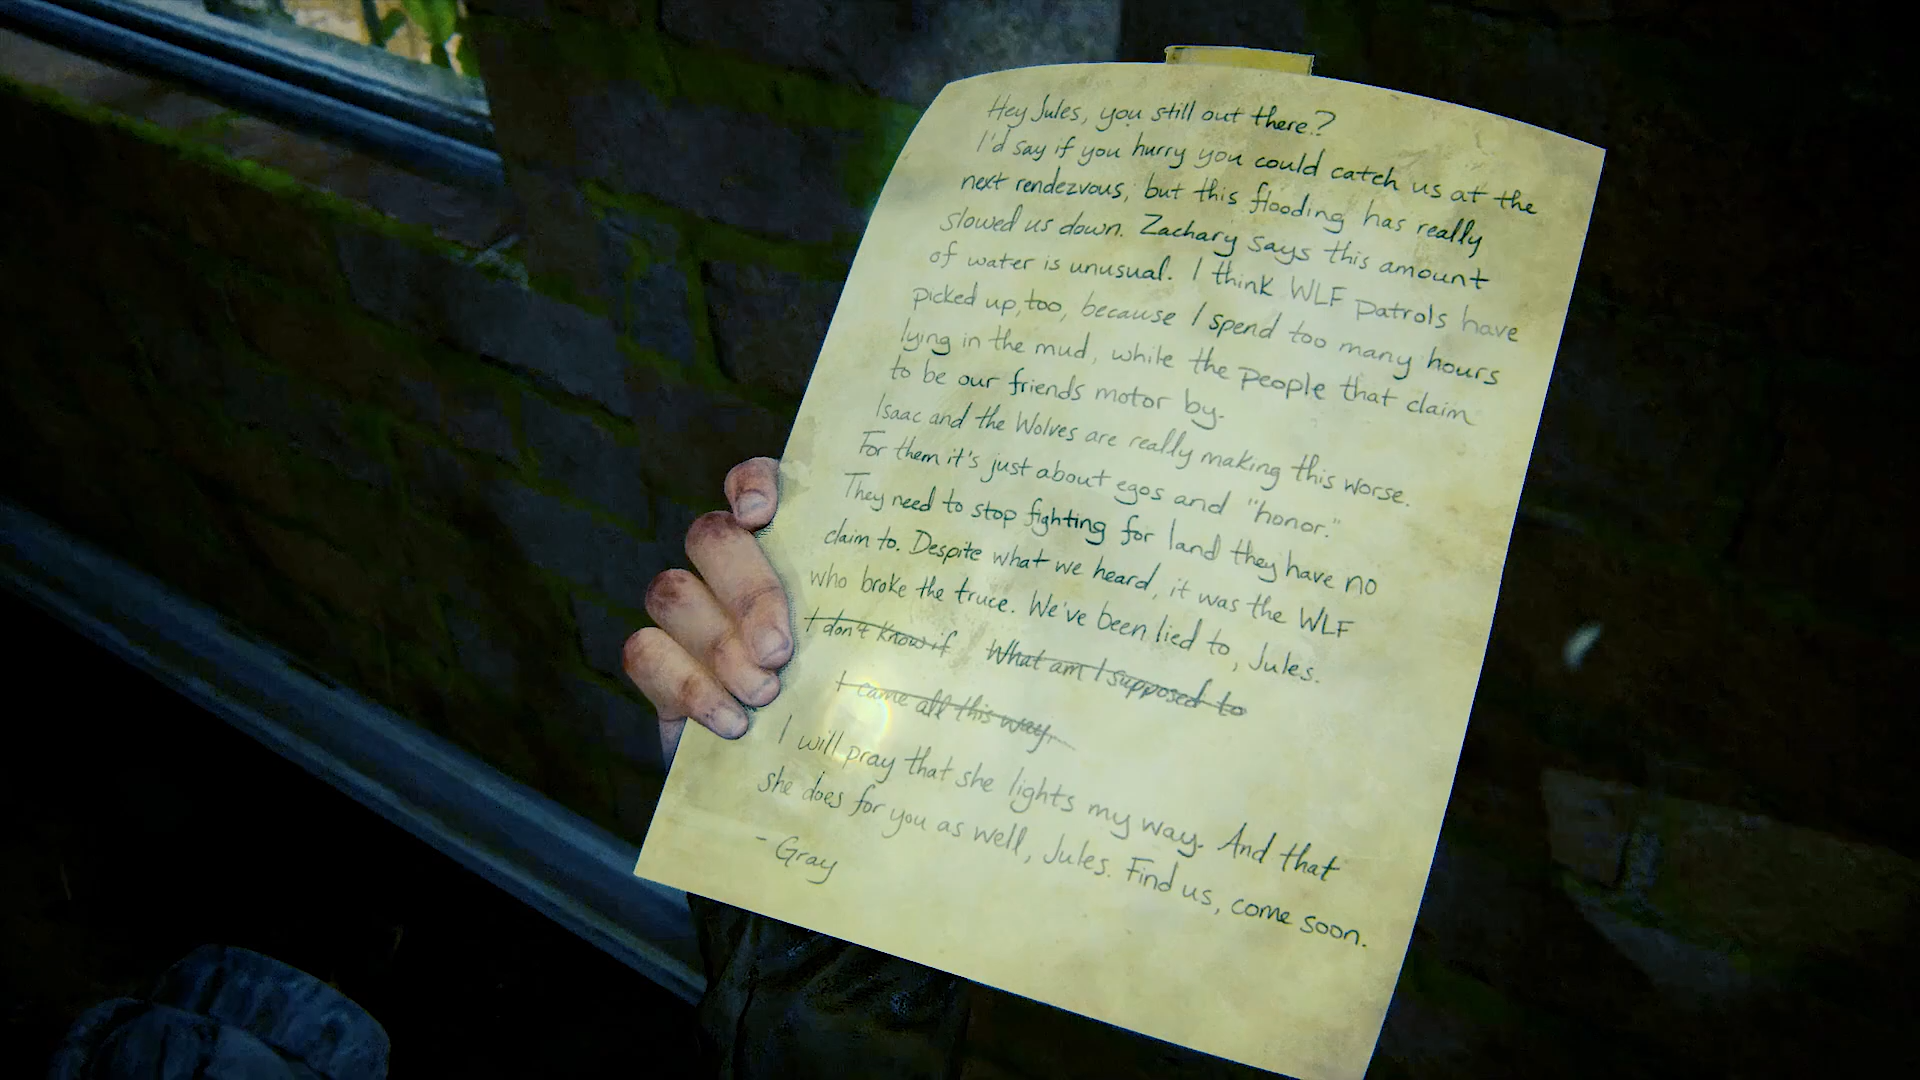 Hey Jules, you still out there?
I'd say if you hurry you could catch us at the
next rendezvous, but this flooding has really
slowed us down. Zachary says this amount
of water is unusual. I think WLF patrols have
picked up, too, because I spend too many hours
lying in the mud, while the people that claim
to be our friends motor by.
Isaac and the Wolves are really making this worse.
For them it's just about egos and "honor."
They need to stop fighting for land they have no
claim to. Despite what we heard, it was the WLF
who broke the truce. We've been lied to, Jules.
I don't know if What am I supposed to
I came all this way
I will pray that she lights my way. And that
she does for you as well, Jules. Find us, come soon.
- Gray